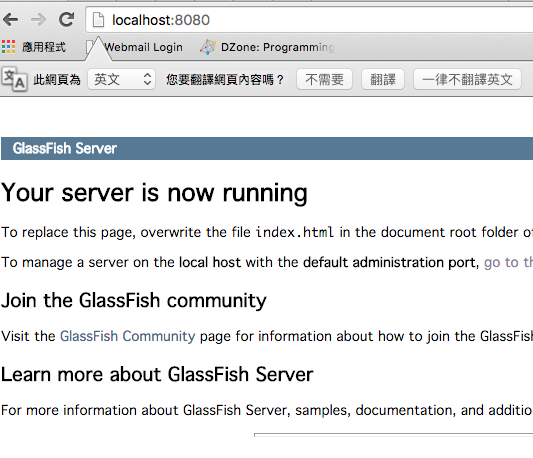 localhost:8080
應用程式 Webmail Login DZone: Programming
此網頁為 英文 您要翻譯網頁內容嗎？ 不需要 翻譯 一律不翻譯英文
GlassFish Server
Your server is now running
To replace this page, overwrite the file index.html in the document root folder of
To manage a server on the local host with the default administration port, go to th
Join the GlassFish community
Visit the GlassFish Community page for information about how to join the GlassFish
Learn more about GlassFish Server
For more information about GlassFish Server, samples, documentation, and additio